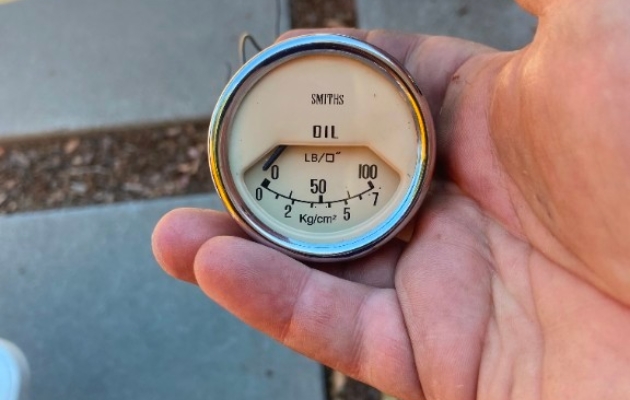 SMITHS
OIL
LB/□″
0 50 100
0 2 5 7
Kg/cm²